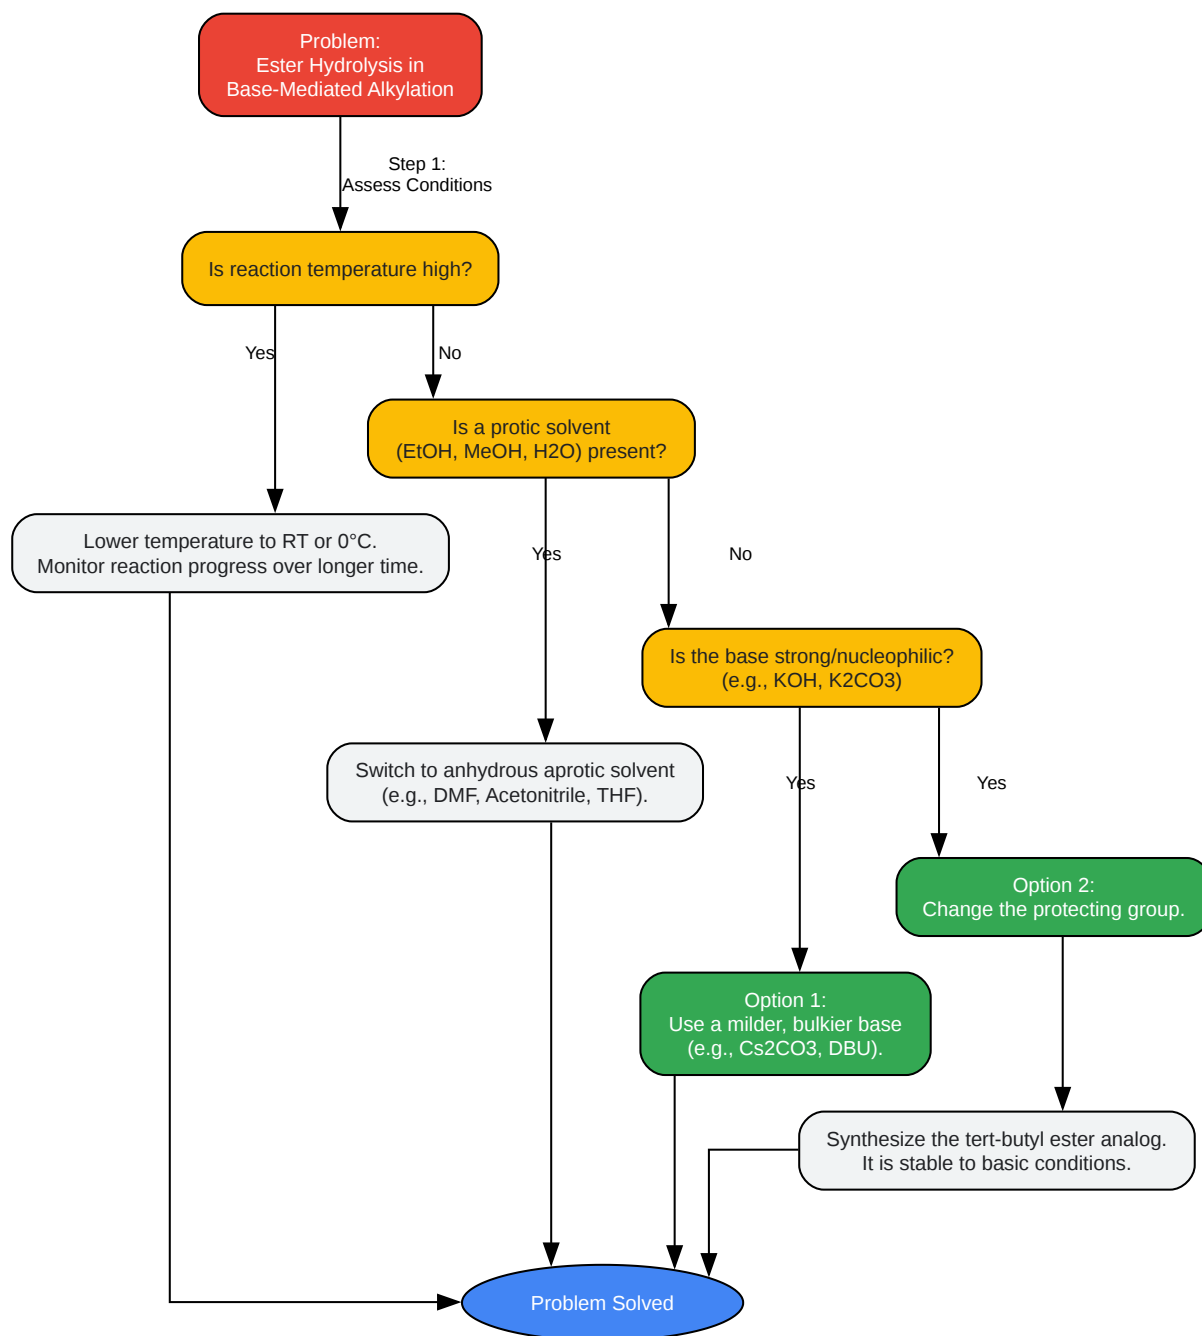 Problem:
Ester Hydrolysis in
Base-Mediated Alkylation
Step 1:
Assess Conditions
Is reaction temperature high?
Yes
No
Is a protic solvent
(EtOH, MeOH, H2O) present?
Lower temperature to RT or 0°C.
Monitor reaction progress over longer time.
Yes
No
Is the base strong/nucleophilic?
(e.g., KOH, K2CO3)
Switch to anhydrous aprotic solvent
(e.g., DMF, Acetonitrile, THF).
Yes
Yes
Option 2:
Change the protecting group.
Option 1:
Use a milder, bulkier base
(e.g., Cs2CO3, DBU).
Synthesize the tert-butyl ester analog.
It is stable to basic conditions.
Problem Solved